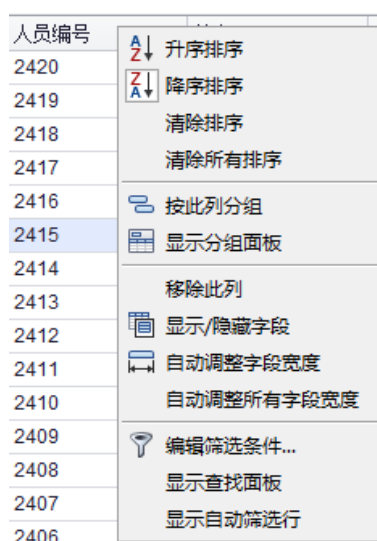 人员编号
2420
2419
2418
2417
2416
2415
2414
2413
2412
2411
2410
2409
2408
2407
2406
升序排序
降序排序
清除排序
清除所有排序
按此列分组
显示分组面板
移除此列
显示/隐藏字段
自动调整字段宽度
自动调整所有字段宽度
编辑筛选条件...
显示查找面板
显示自动筛选行